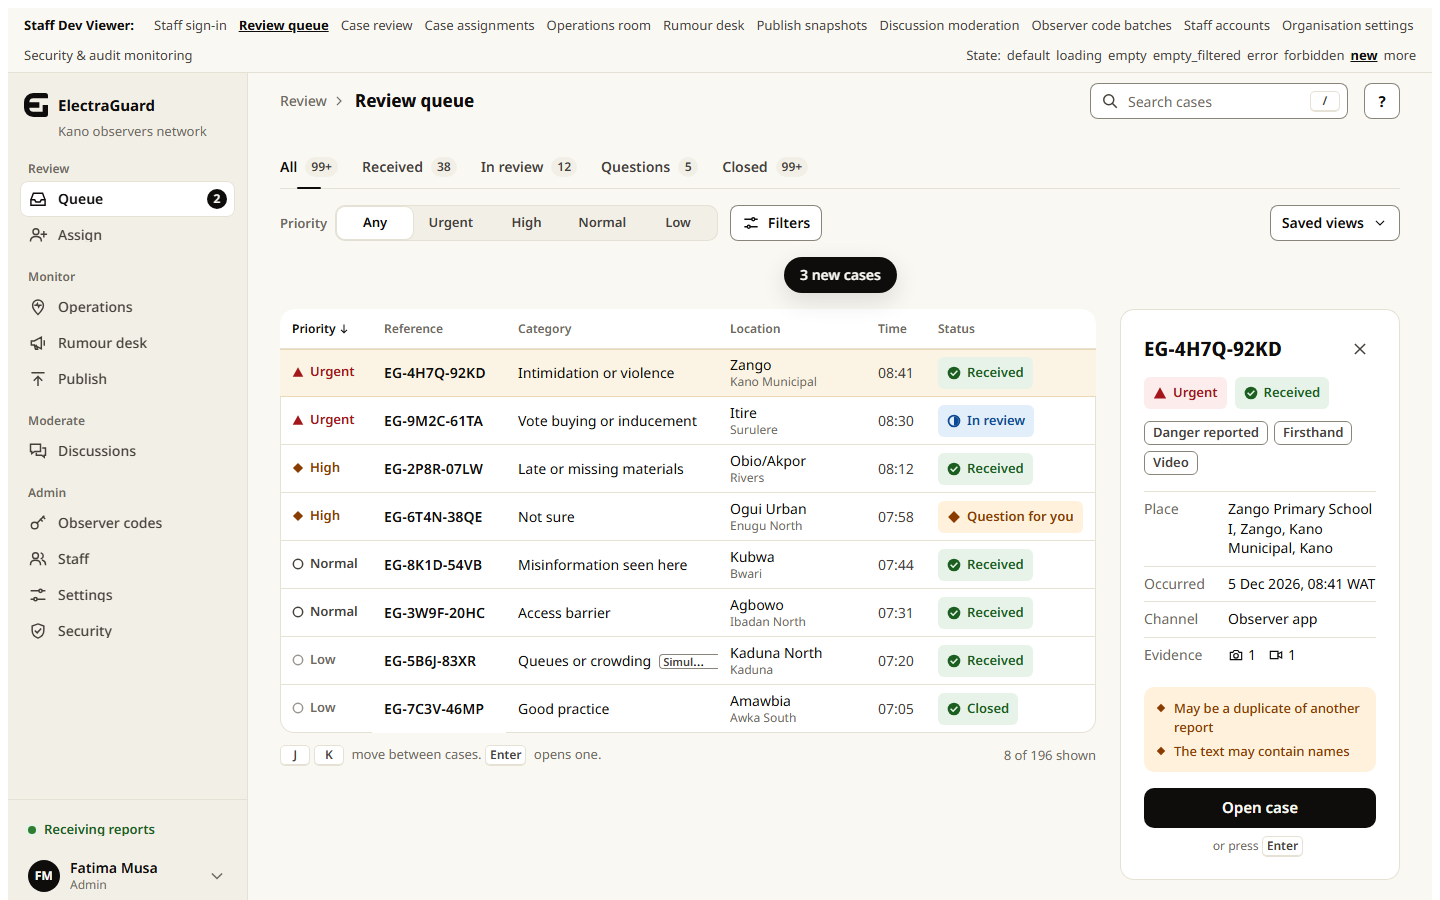 Staff Dev Viewer: Staff sign-in Review queue Case review Case assignments Operations room Rumour desk Publish snapshots Discussion moderation Observer code batches Staff accounts Organisation settings
Security & audit monitoring State: default loading empty empty_filtered error forbidden new more
ElectraGuard
Kano observers network
Review
Queue 2
Assign
Monitor
Operations
Rumour desk
Publish
Moderate
Discussions
Admin
Observer codes
Staff
Settings
Security
Receiving reports
FM Fatima Musa
Admin
Review > Review queue
Search cases /
?
All 99+ Received 38 In review 12 Questions 5 Closed 99+
Priority Any Urgent High Normal Low Filters Saved views
3 new cases
Priority ↓ Reference Category Location Time Status
Urgent EG-4H7Q-92KD Intimidation or violence Zango 08:41 Received
Kano Municipal
Urgent EG-9M2C-61TA Vote buying or inducement Itire 08:30 In review
Surulere
High EG-2P8R-07LW Late or missing materials Obio/Akpor 08:12 Received
Rivers
High EG-6T4N-38QE Not sure Ogui Urban 07:58 Question for you
Enugu North
Normal EG-8K1D-54VB Misinformation seen here Kubwa 07:44 Received
Bwari
Normal EG-3W9F-20HC Access barrier Agbowo 07:31 Received
Ibadan North
Low EG-5B6J-83XR Queues or crowding Simul... Kaduna North 07:20 Received
Kaduna
Low EG-7C3V-46MP Good practice Amawbia 07:05 Closed
Awka South
J K move between cases. Enter opens one. 8 of 196 shown
EG-4H7Q-92KD
Urgent Received
Danger reported Firsthand
Video
Place Zango Primary School
I, Zango, Kano
Municipal, Kano
Occurred 5 Dec 2026, 08:41 WAT
Channel Observer app
Evidence 1 1
May be a duplicate of another
report
The text may contain names
Open case
or press Enter